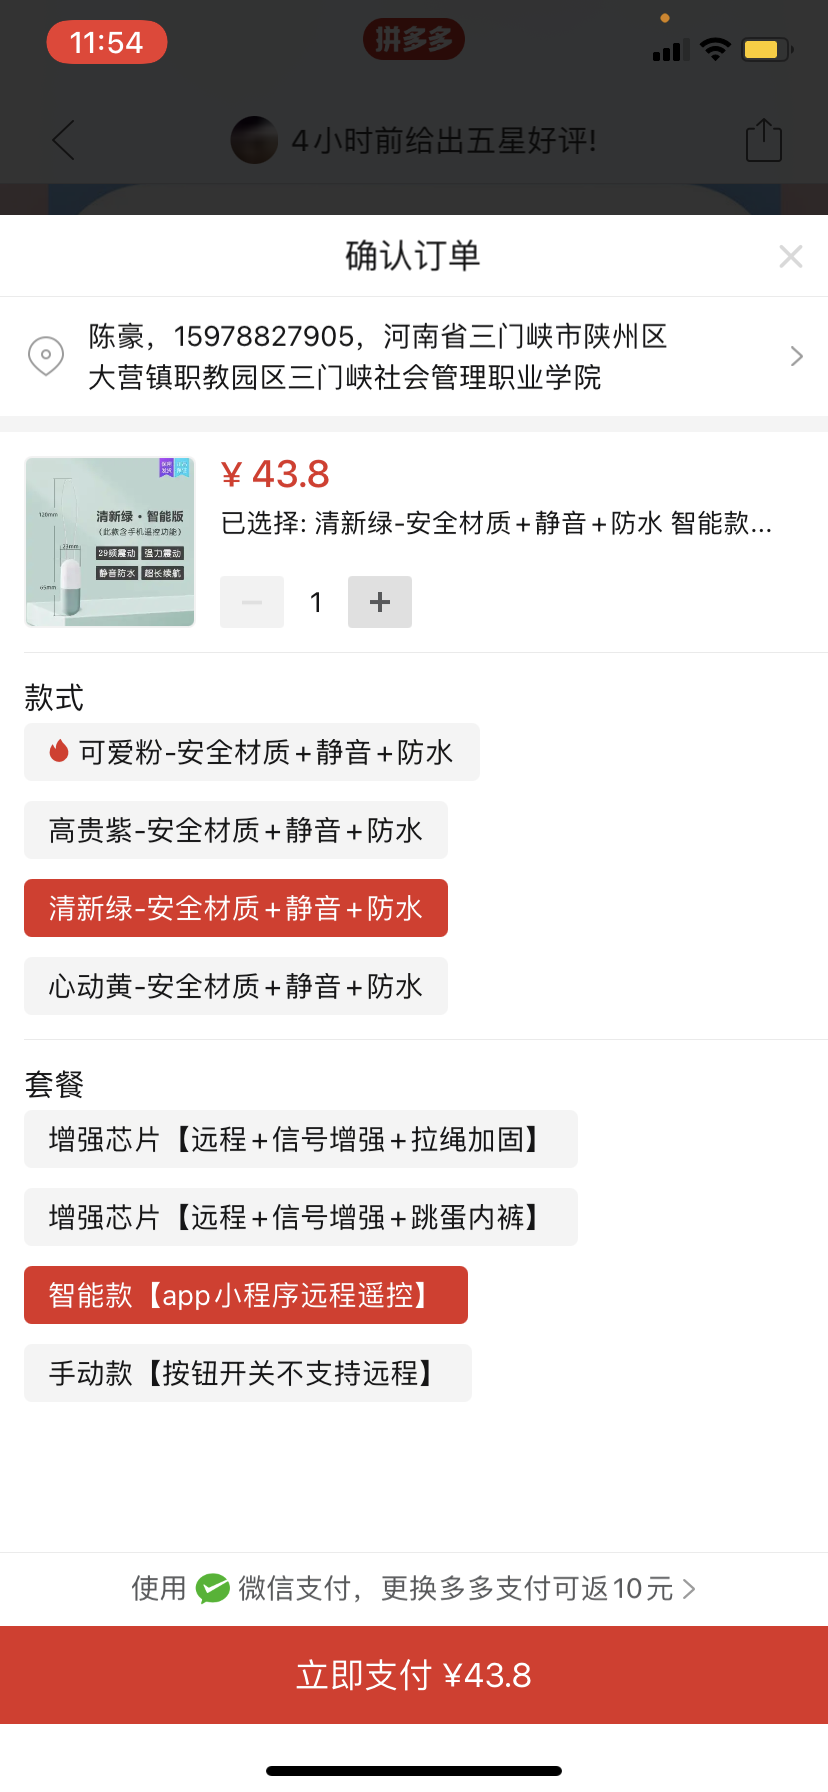 11:54
拼多多
4小时前给出五星好评!
确认订单
陈豪，15978827905，河南省三门峡市陕州区
大营镇职教园区三门峡社会管理职业学院
¥ 43.8
已选择: 清新绿-安全材质+静音+防水 智能款...
120mm
清新绿·智能版
(此款含手机遥控功能)
23mm
29频震动 强力震动
静音防水 超长续航
65mm
1
款式
可爱粉-安全材质+静音+防水
高贵紫-安全材质+静音+防水
清新绿-安全材质+静音+防水
心动黄-安全材质+静音+防水
套餐
增强芯片【远程+信号增强+拉绳加固】
增强芯片【远程+信号增强+跳蛋内裤】
智能款【app小程序远程遥控】
手动款【按钮开关不支持远程】
使用 微信支付，更换多多支付可返10元
立即支付 ¥43.8